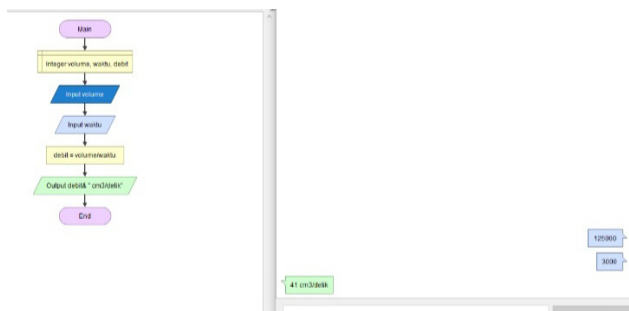 Main
Integer volume, waktu, debit
Input volume
Input waktu
debit = volume/waktu
Output debit& " cm3/detik"
End
125000
3000
41 cm3/detik